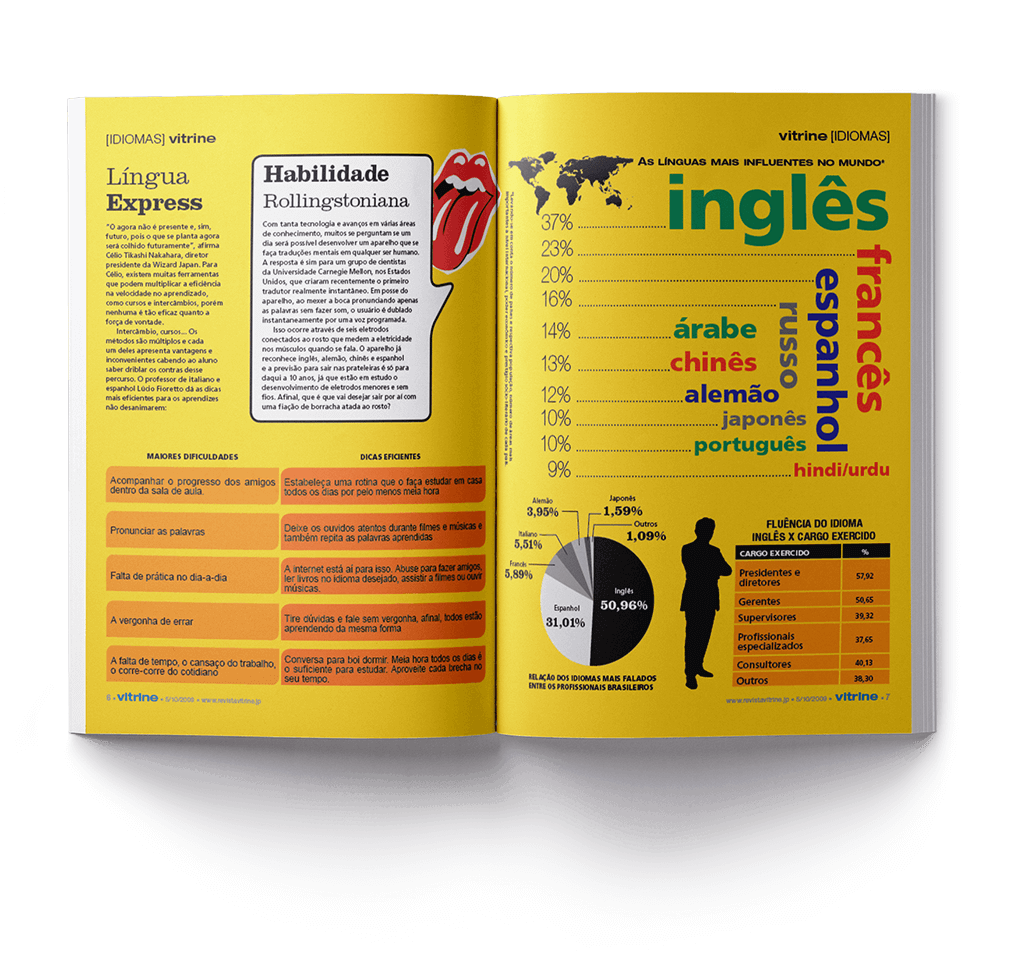 [IDIOMAS] vitrine
Língua
Express
"O agora não é presente e, sim,
futuro, pois o que se planta agora
será colhido futuramente", afirma
Célio Tikashi Nakahara, diretor
presidente da Wizard Japan. Para
Célio, existem muitas ferramentas
que podem multiplicar a eficiência
na velocidade no aprendizado,
como cursos e intercâmbios, porém
nenhuma é tão eficaz quanto a
força de vontade.
Intercâmbio, cursos... Os
métodos são múltiplos e cada
um deles apresenta vantagens e
inconvenientes cabendo ao aluno
saber driblar os contras desse
percurso. O professor de italiano e
espanhol Lúcio Fioretto dá as dicas
mais eficientes para os aprendizes
não desanimarem:
Habilidade
Rollingstoniana
Com tanta tecnologia e avanços em várias áreas
de conhecimento, muitos se perguntam se um
dia será possível desenvolver um aparelho que se
faça traduções mentais em qualquer ser humano.
A resposta é sim para um grupo de cientistas
da Universidade Carnegie Mellon, nos Estados
Unidos, que criaram recentemente o primeiro
tradutor realmente instantâneo. Em posse do
aparelho, ao mexer a boca pronunciando apenas
as palavras sem fazer som, o usuário é dublado
instantaneamente por uma voz programada.
Isso ocorre através de seis eletrodos
conectados ao rosto que medem a eletricidade
nos músculos quando se fala. O aparelho já
reconhece inglês, alemão, chinês e espanhol
e a previsão para sair nas prateleiras é só para
daqui a 10 anos, já que estão em estudo o
desenvolvimento de eletrodos menores e sem
fios. Afinal, que é que vai desejar sair por aí com
uma fiação de borracha atada ao rosto?
MAIORES DIFICULDADES
DICAS EFICIENTES
Acompanhar o progresso dos amigos
dentro da sala de aula.
Estabeleça uma rotina que o faça estudar em casa
todos os dias por pelo menos meia hora
Pronunciar as palavras
Deixe os ouvidos atentos durante filmes e músicas e
também repita as palavras aprendidas
Falta de prática no dia-a-dia
A internet está aí para isso. Abuse para fazer amigos,
ler livros no idioma desejado, assistir a filmes ou ouvir
músicas.
A vergonha de errar
Tire dúvidas e fale sem vergonha, afinal, todos estão
aprendendo da mesma forma
A falta de tempo, o cansaço do trabalho,
o corre-corre do cotidiano
Conversa para boi dormir. Meia hora todos os dias é
o suficiente para estudar. Aproveite cada brecha no
seu tempo.
6 • vitrine • 5/10/2009 • www.revistavitrine.jp
vitrine [IDIOMAS]
AS LÍNGUAS MAIS INFLUENTES NO MUNDO*
37% inglês
23% francês
20% espanhol
16% russo
14% árabe
13% chinês
12% alemão
10% japonês
10% português
9% hindi/urdu
Japonês
1,59%
Alemão
3,95%
Outros
1,09%
Italiano
5,51%
Francês
5,89%
Inglês
50,96%
Espanhol
31,01%
RELAÇÃO DOS IDIOMAS MAIS FALADOS
ENTRE OS PROFISSIONAIS BRASILEIROS
FLUÊNCIA DO IDIOMA
INGLÊS X CARGO EXERCIDO
CARGO EXERCIDO %
Presidentes e
diretores 57,92
Gerentes 50,65
Supervisores 39,32
Profissionais
especializados 37,65
Consultores 40,13
Outros 38,30
www.revistavitrine.jp • 5/10/2009 • vitrine • 7